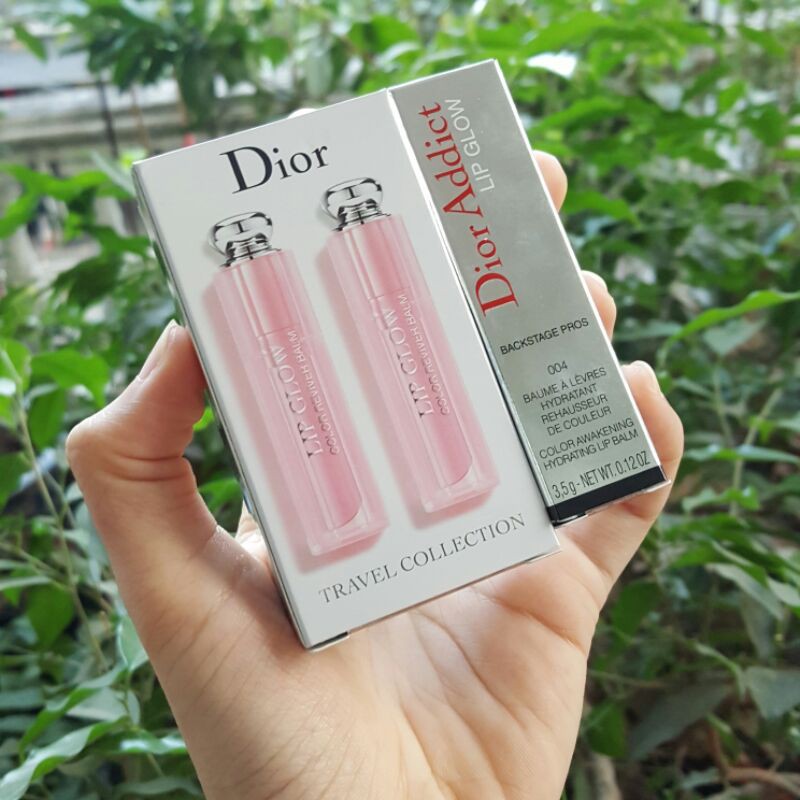 Dior
LIP GLOW
COLOR REVIVER BALM
LIP GLOW
COLOR REVIVER BALM
TRAVEL COLLECTION
Dior Addict
LIP GLOW
BACKSTAGE PROS
004
BAUME À LÈVRES
HYDRATANT
REHAUSSEUR
DE COULEUR
COLOR AWAKENING
HYDRATING LIP BALM
3,5g - NET WT. 0.12 OZ